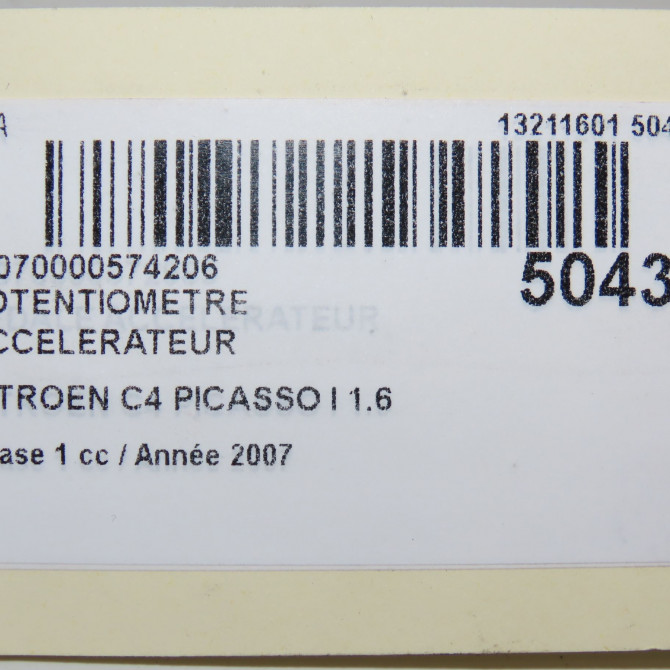 A
13211601 504
070000574206
5043
OTENTIOMETRE
CCELERATEUR
TROEN C4 PICASSO I 1.6
ase 1 cc / Année 2007